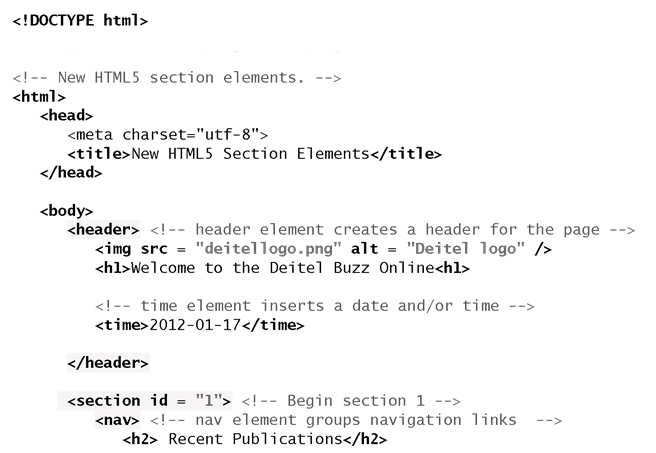 <!DOCTYPE html>
<!-- New HTML5 section elements. -->
<html>
<head>
<meta charset="utf-8">
<title>New HTML5 Section Elements</title>
</head>
<body>
<header> <!-- header element creates a header for the page -->
<img src = "deitellogo.png" alt = "Deitel logo" />
<h1>Welcome to the Deitel Buzz Online<h1>
<!-- time element inserts a date and/or time -->
<time>2012-01-17</time>
</header>
<section id = "1"> <!-- Begin section 1 -->
<nav> <!-- nav element groups navigation links  -->
<h2> Recent Publications</h2>